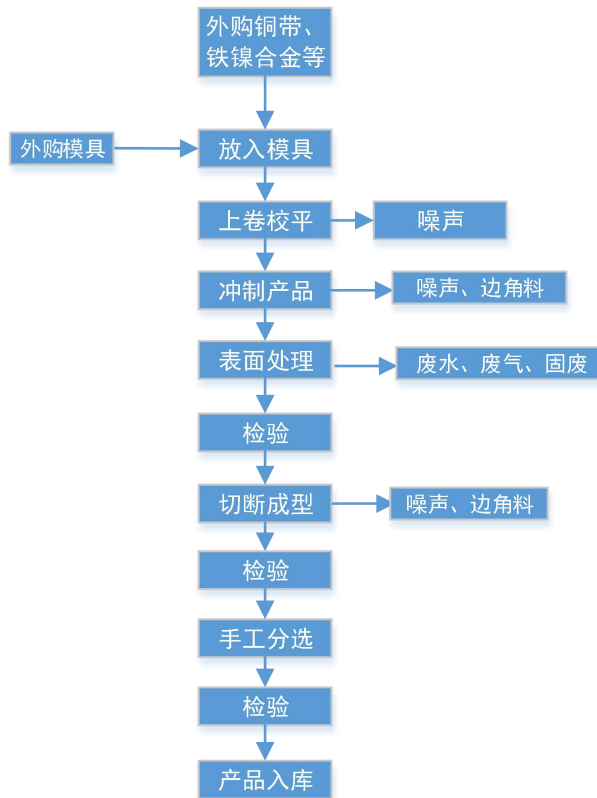 外购铜带、
铁镍合金等
外购模具
放入模具
上卷校平
噪声
冲制产品
噪声、边角料
表面处理
废水、废气、固废
检验
切断成型
噪声、边角料
检验
手工分选
检验
产品入库